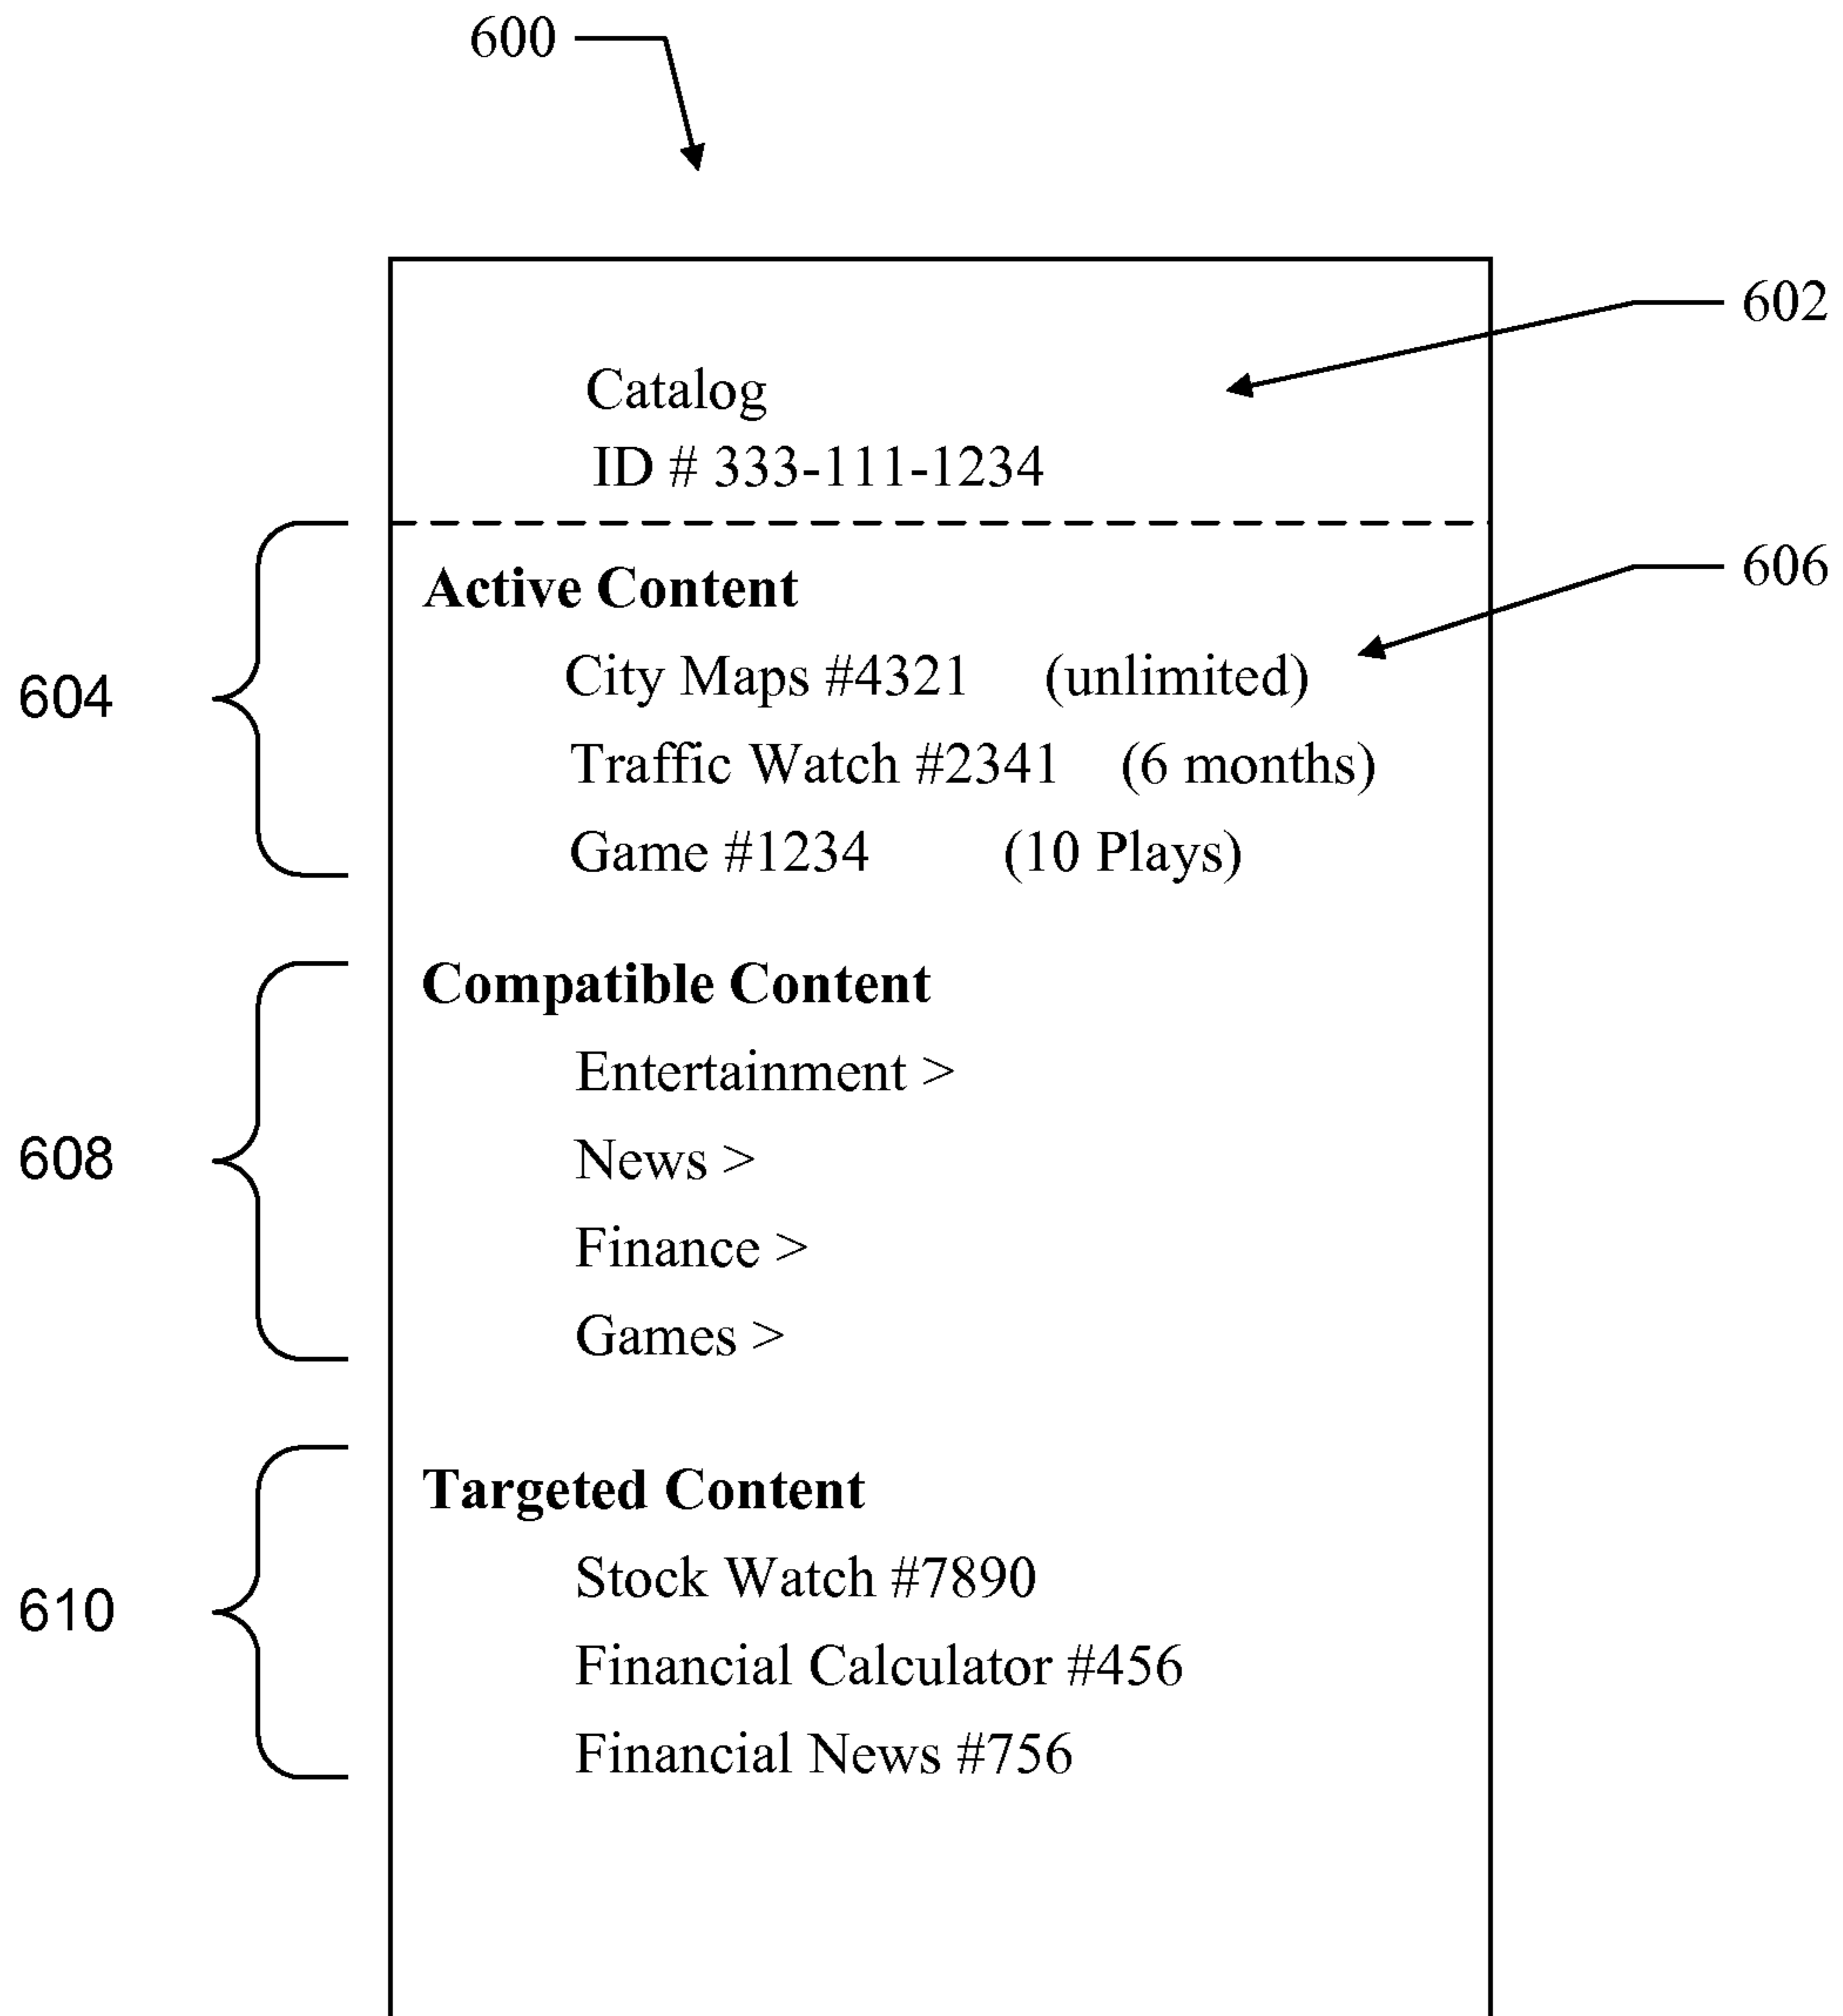 600
602
Catalog
ID # 333-111-1234
604
Active Content
606
City Maps #4321 (unlimited)
Traffic Watch #2341 (6 months)
Game #1234 (10 Plays)
608
Compatible Content
Entertainment >
News >
Finance >
Games >
610
Targeted Content
Stock Watch #7890
Financial Calculator #456
Financial News #756